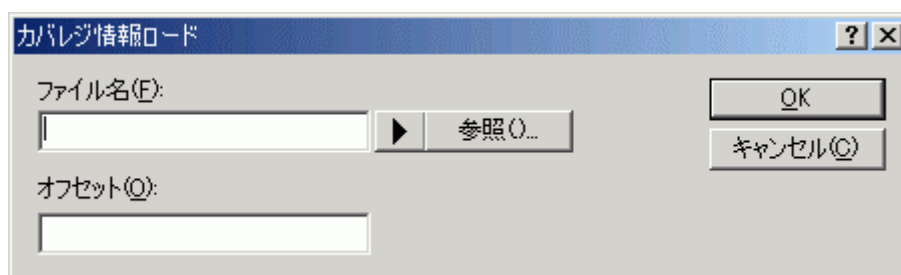 カバレジ情報ロード
ファイル名(F):
参照()...
オフセット(O):
OK
キャンセル(C)